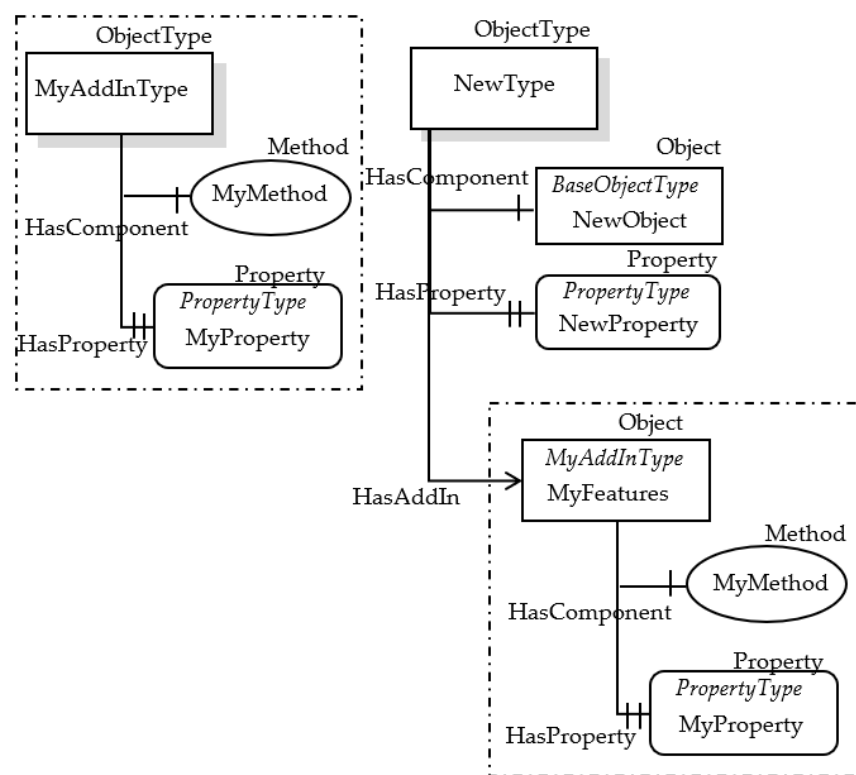 ObjectType
MyAddInType
Method
MyMethod
HasComponent
Property
PropertyType
MyProperty
HasProperty
ObjectType
NewType
Object
HasComponent
BaseObjectType
NewObject
Property
HasProperty
PropertyType
NewProperty
Object
MyAddInType
MyFeatures
HasAddIn
Method
MyMethod
HasComponent
Property
PropertyType
MyProperty
HasProperty